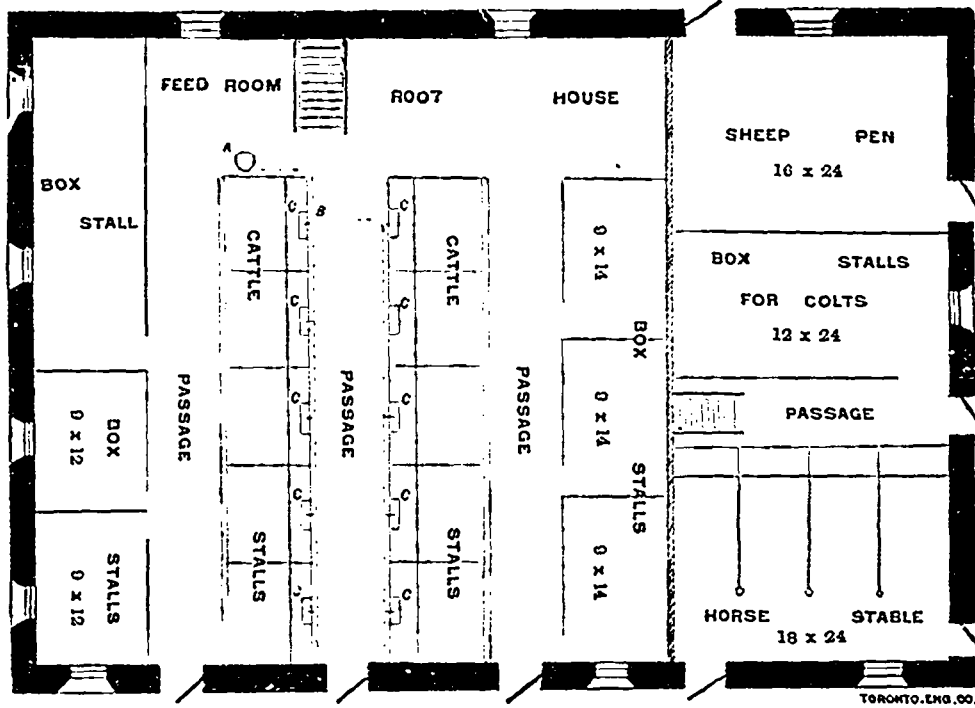 FEED ROOM
ROOT HOUSE
SHEEP PEN
16 x 24
A
BOX
STALL
C B
C
C
C
C
C
C
C
C
C
CATTLE
STALLS
CATTLE
STALLS
PASSAGE
PASSAGE
PASSAGE
9 x 14
9 x 14
9 x 14
BOX
STALLS
BOX STALLS
FOR COLTS
12 x 24
PASSAGE
BOX
9 x 12
STALLS
9 x 12
HORSE STABLE
18 x 24
TORONTO.ENG.CO.